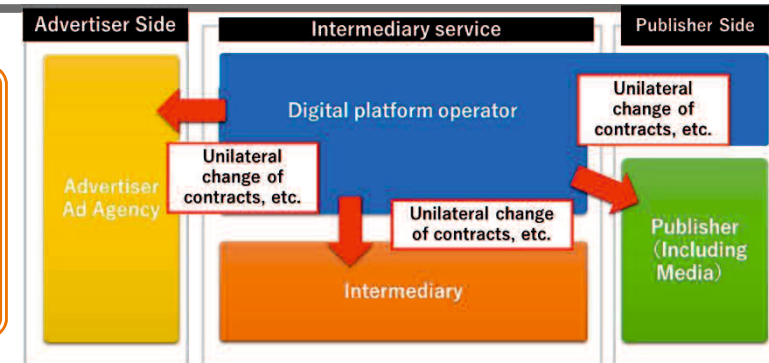 Advertiser Side
Intermediary service
Publisher Side
Digital platform operator
Unilateral
change of
contracts, etc.
Unilateral
change of
contracts, etc.
Advertiser
Ad Agency
Unilateral change
of contracts, etc.
Publisher
（Including
Media）
Intermediary